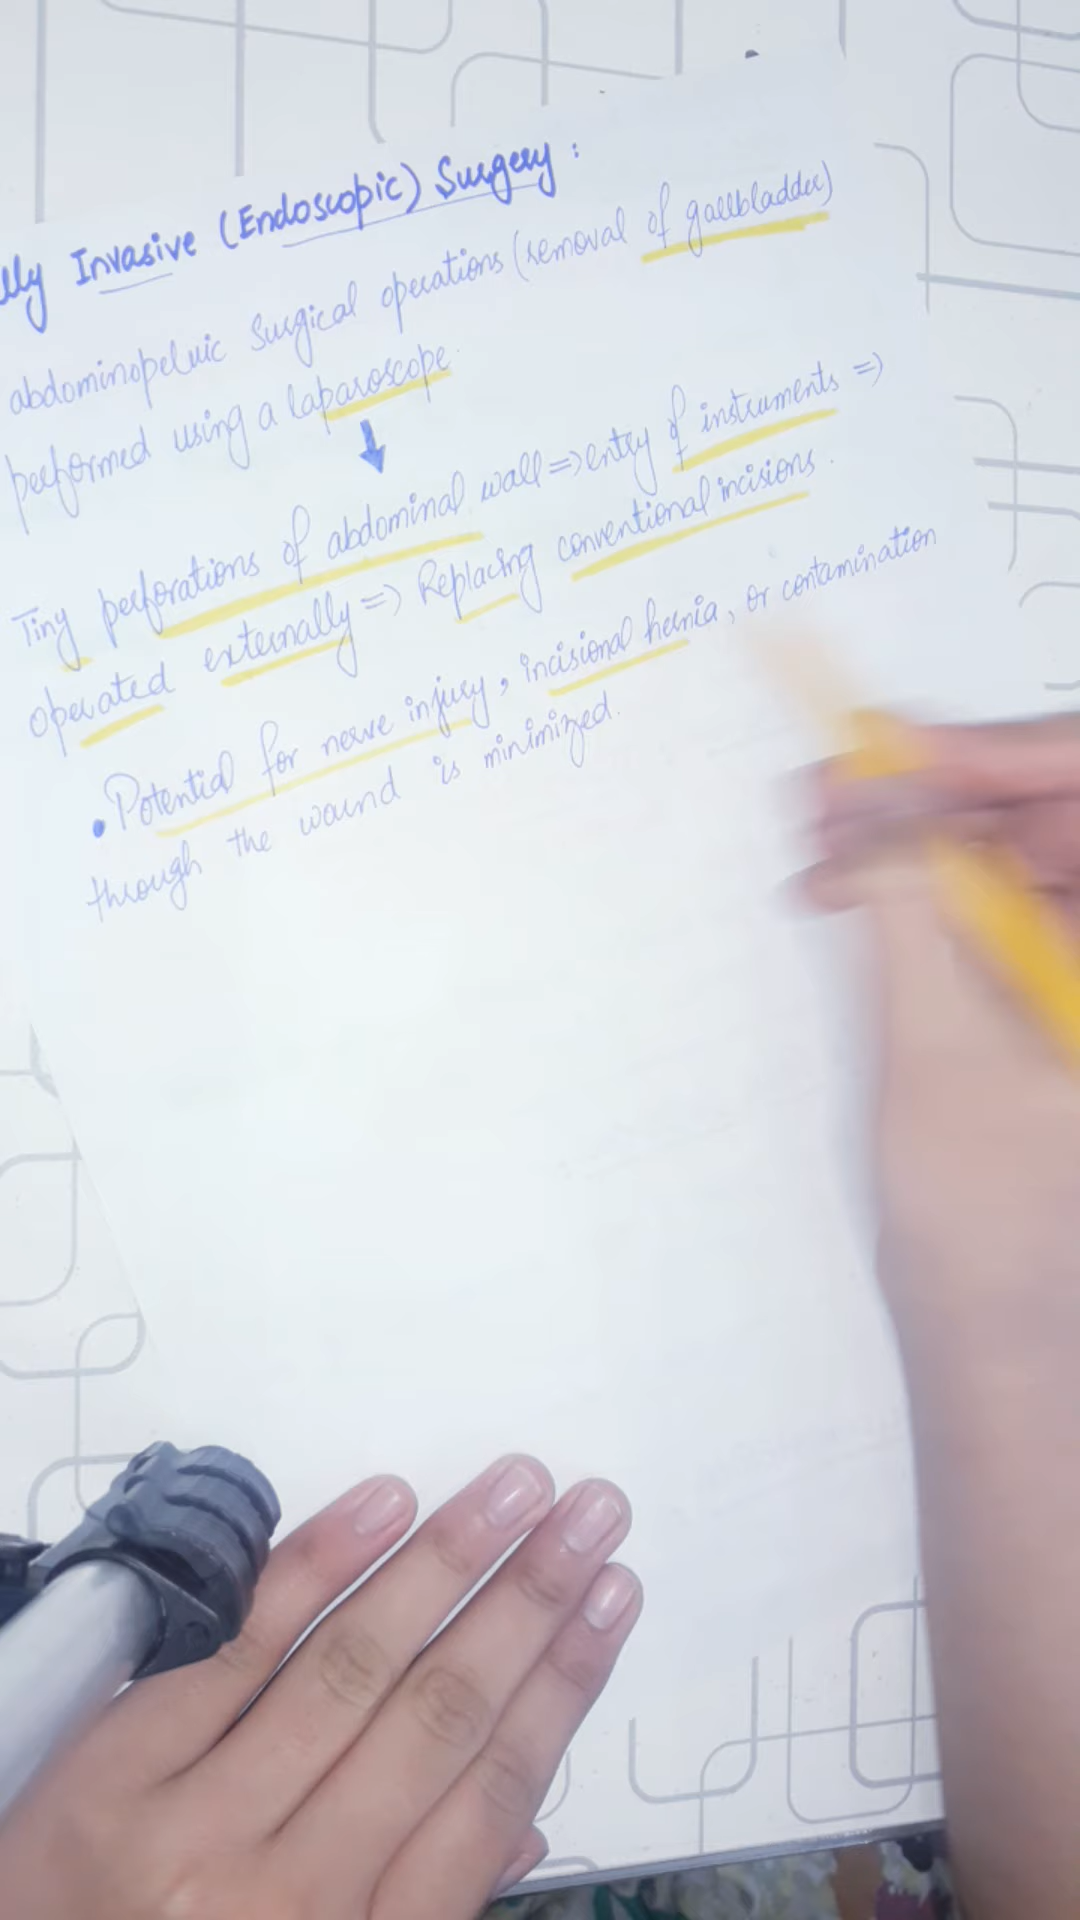 lly Invasive (Endoscopic) Surgery :
abdominopelvic surgical operations (removal of gallbladder)
performed using a laparoscope.
Tiny perforations of abdominal wall => entry of instruments =>
operated externally => Replacing conventional incisions.
• Potential for nerve injury, incisional hernia, or contamination
through the wound is minimized.